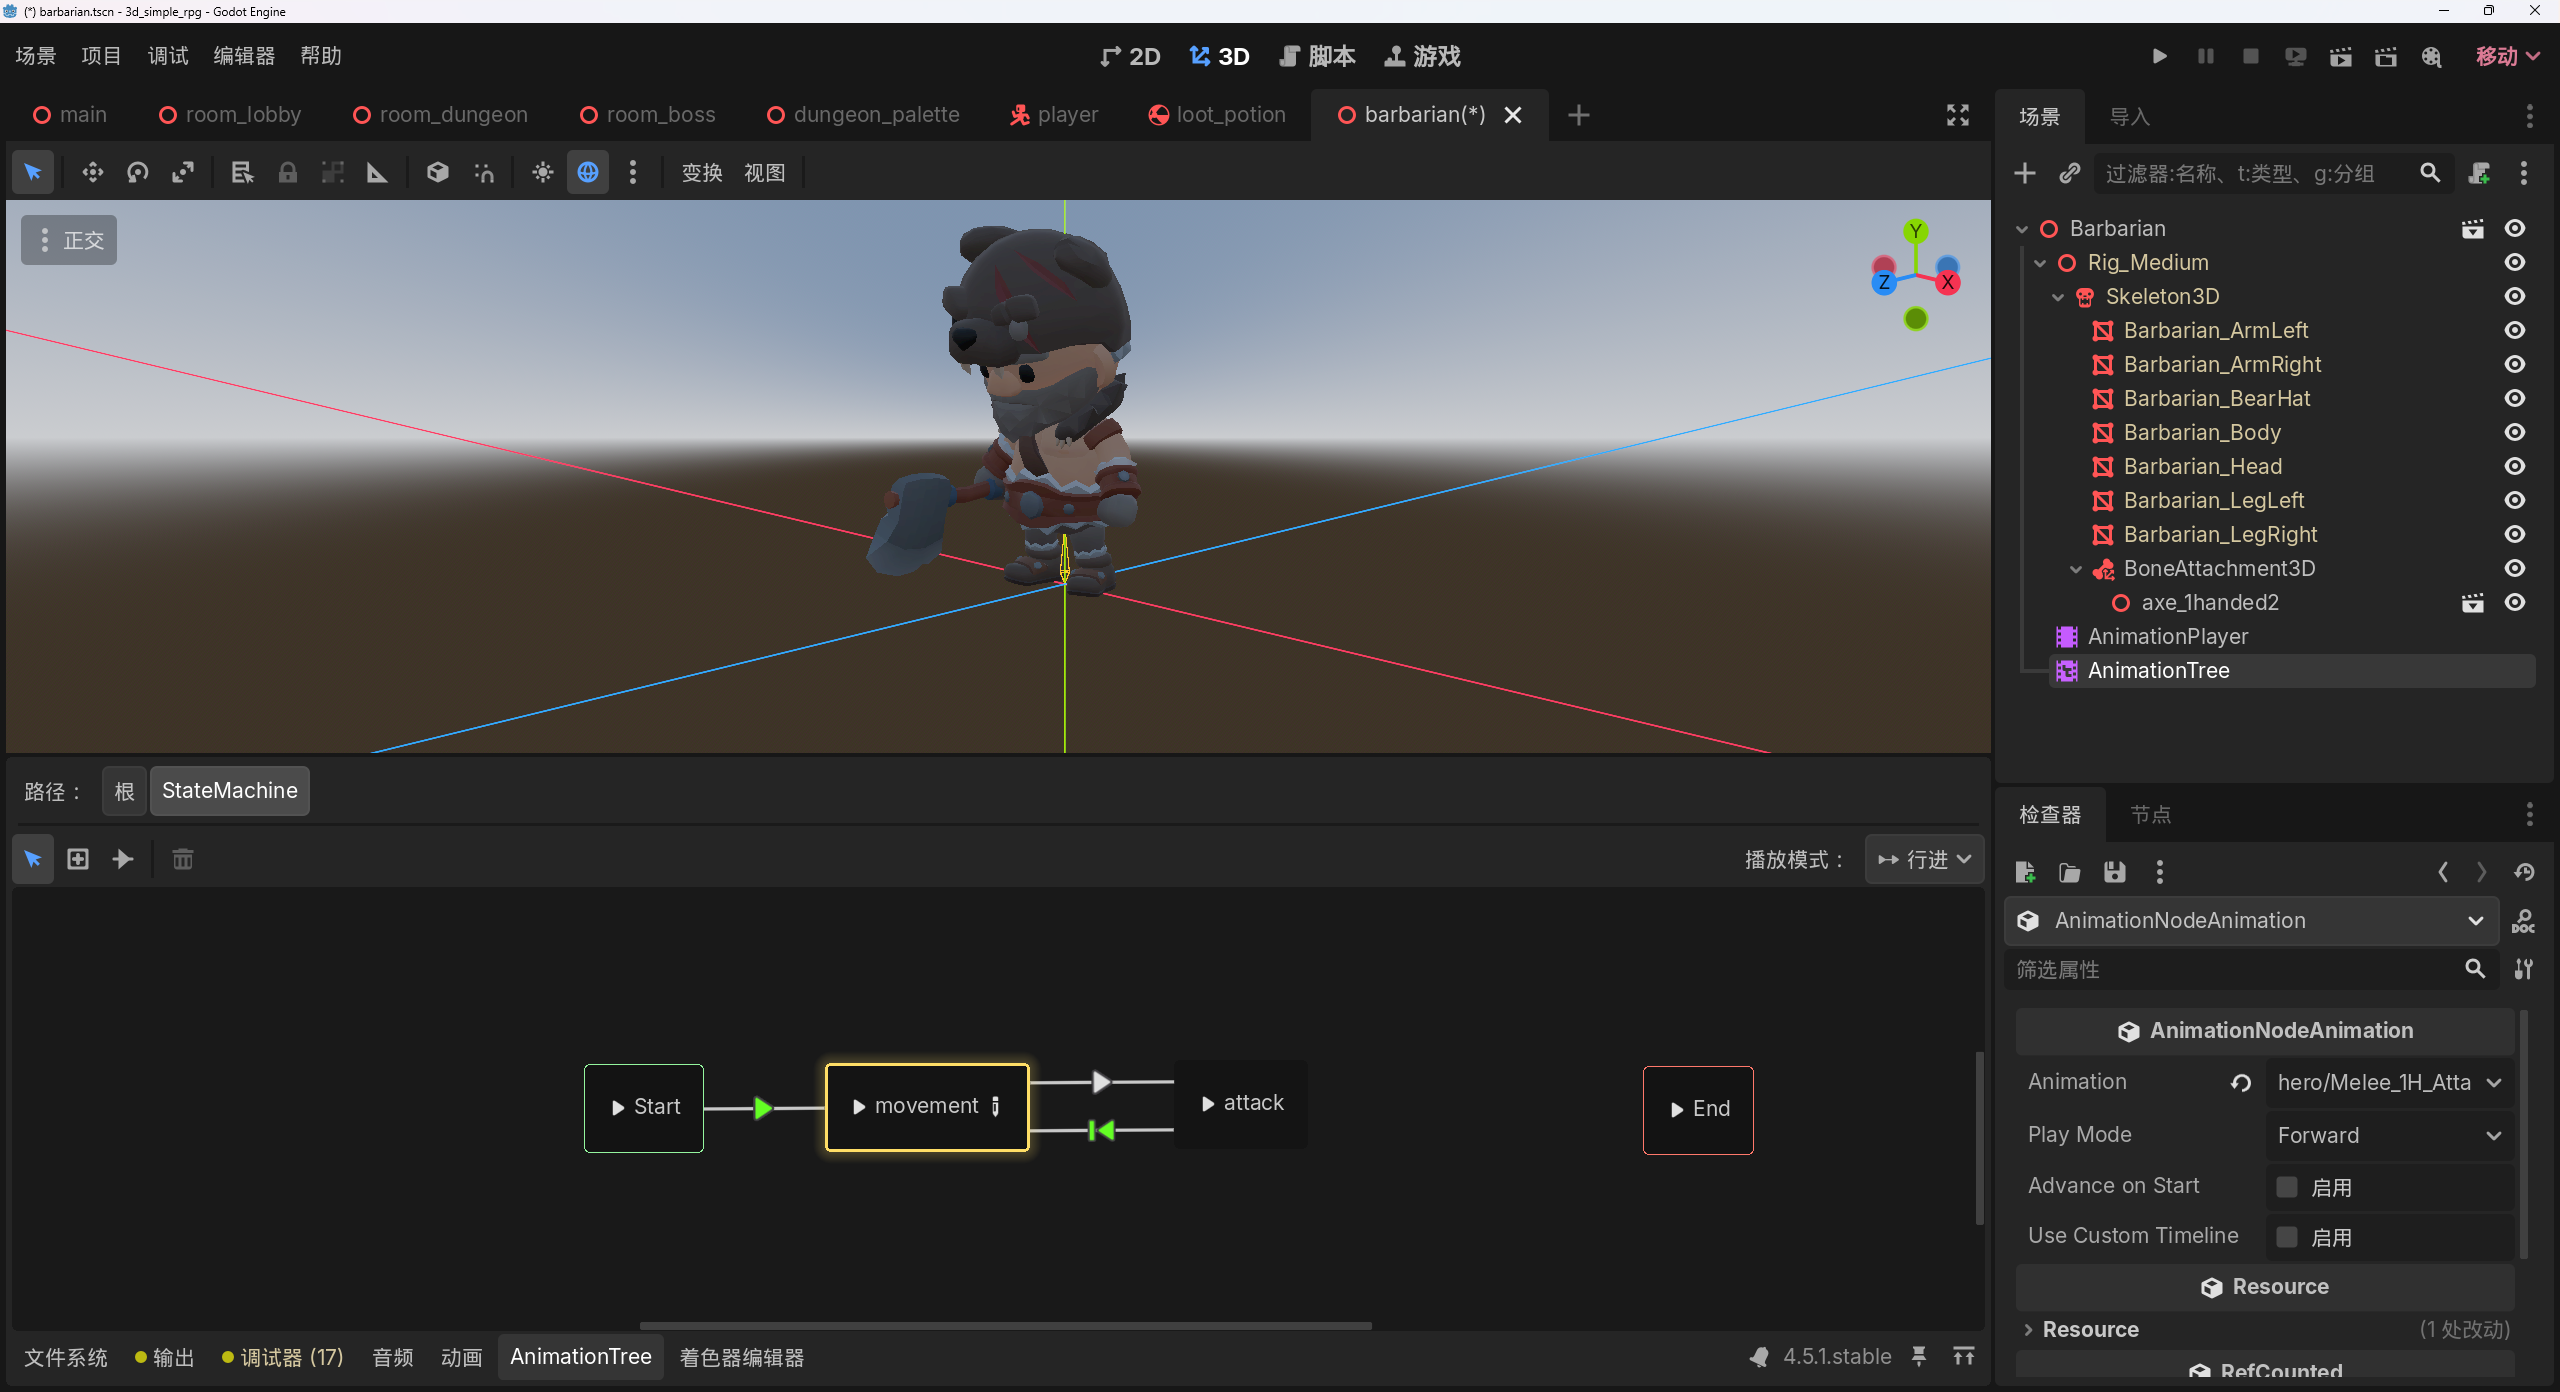 (*) barbarian.tscn - 3d_simple_rpg - Godot Engine
场景 项目 调试 编辑器 帮助 2D 3D 脚本 游戏 移动
main room_lobby room_dungeon room_boss dungeon_palette player loot_potion barbarian(*)
变换 视图
正交
Y
Z X
场景 导入
过滤器:名称、t:类型、g:分组
Barbarian
Rig_Medium
Skeleton3D
Barbarian_ArmLeft
Barbarian_ArmRight
Barbarian_BearHat
Barbarian_Body
Barbarian_Head
Barbarian_LegLeft
Barbarian_LegRight
BoneAttachment3D
axe_1handed2
AnimationPlayer
AnimationTree
路径： 根 StateMachine
播放模式： 行进
Start movement attack End
检查器 节点
AnimationNodeAnimation
DOC
筛选属性
AnimationNodeAnimation
Animation hero/Melee_1H_Atta
Play Mode Forward
Advance on Start 启用
Use Custom Timeline 启用
Resource
Resource (1 处改动)
RefCounted
文件系统 输出 调试器 (17) 音频 动画 AnimationTree 着色器编辑器 4.5.1.stable